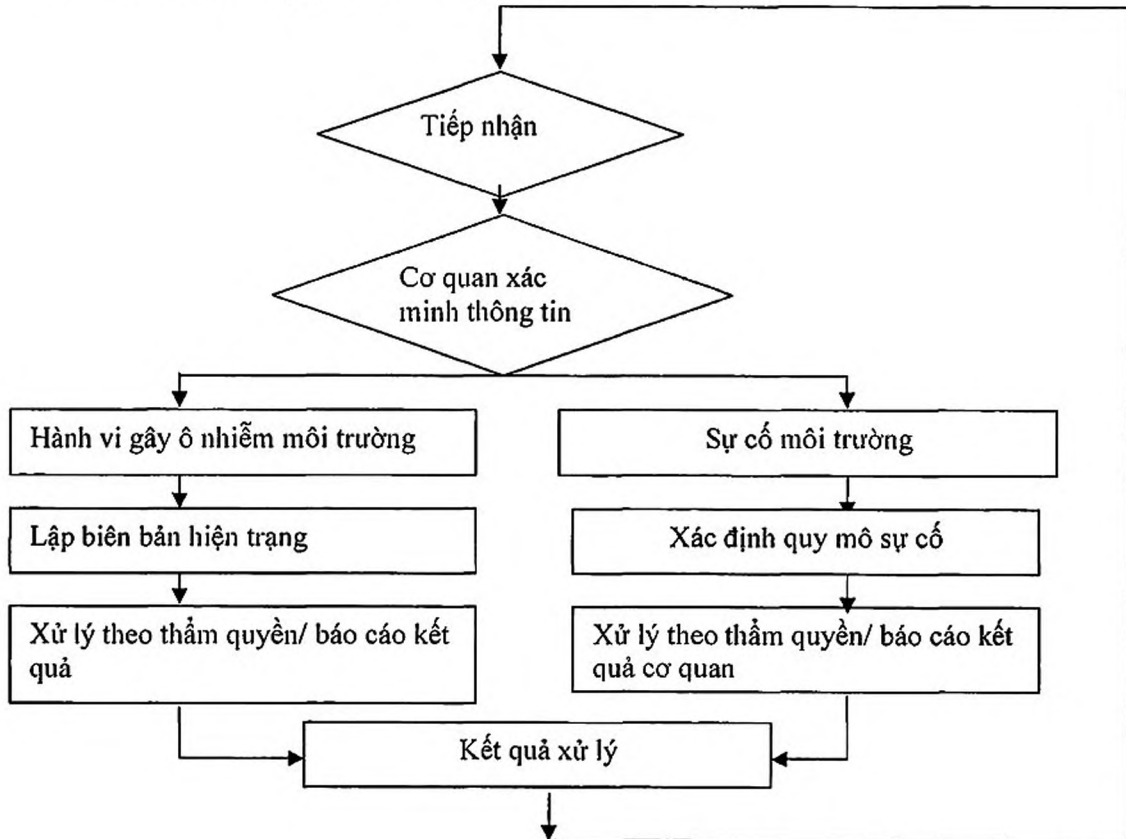 Tiếp nhận
Cơ quan xác
minh thông tin
Hành vi gây ô nhiễm môi trường
Sự cố môi trường
Lập biên bản hiện trạng
Xác định quy mô sự cố
Xử lý theo thẩm quyền/ báo cáo kết
quả
Xử lý theo thẩm quyền/ báo cáo kết
quả cơ quan
Kết quả xử lý